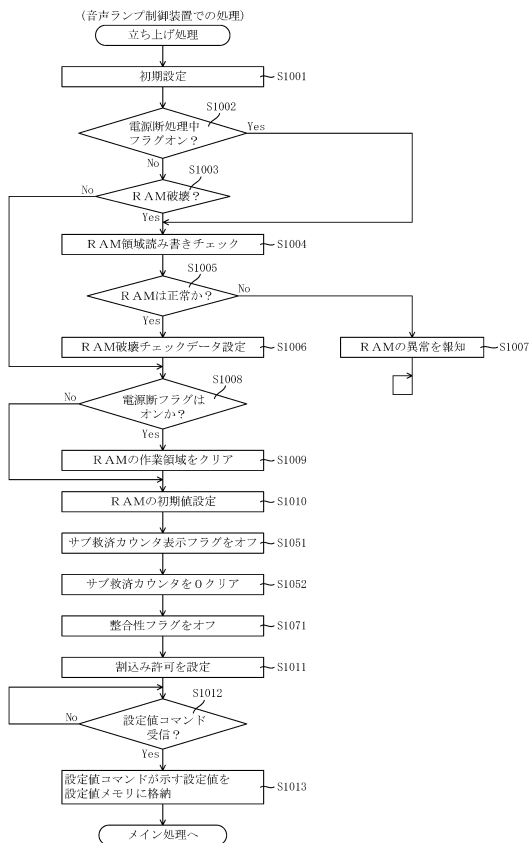 (音声ランプ制御装置での処理)
立ち上げ処理
初期設定
S1001
S1002
電源断処理中
フラグオン?
Yes
No
S1003
RAM破壊?
No
Yes
RAM領域読み書きチェック
S1004
S1005
RAMは正常か?
No
Yes
RAM破壊チェックデータ設定
S1006
RAMの異常を報知
S1007
S1008
電源断フラグは
オンか?
No
Yes
RAMの作業領域をクリア
S1009
RAMの初期値設定
S1010
サブ救済カウンタ表示フラグをオフ
S1051
サブ救済カウンタを0クリア
S1052
整合性フラグをオフ
S1071
割込み許可を設定
S1011
S1012
設定値コマンド
受信?
No
Yes
設定値コマンドが示す設定値を
設定値メモリに格納
S1013
メイン処理へ